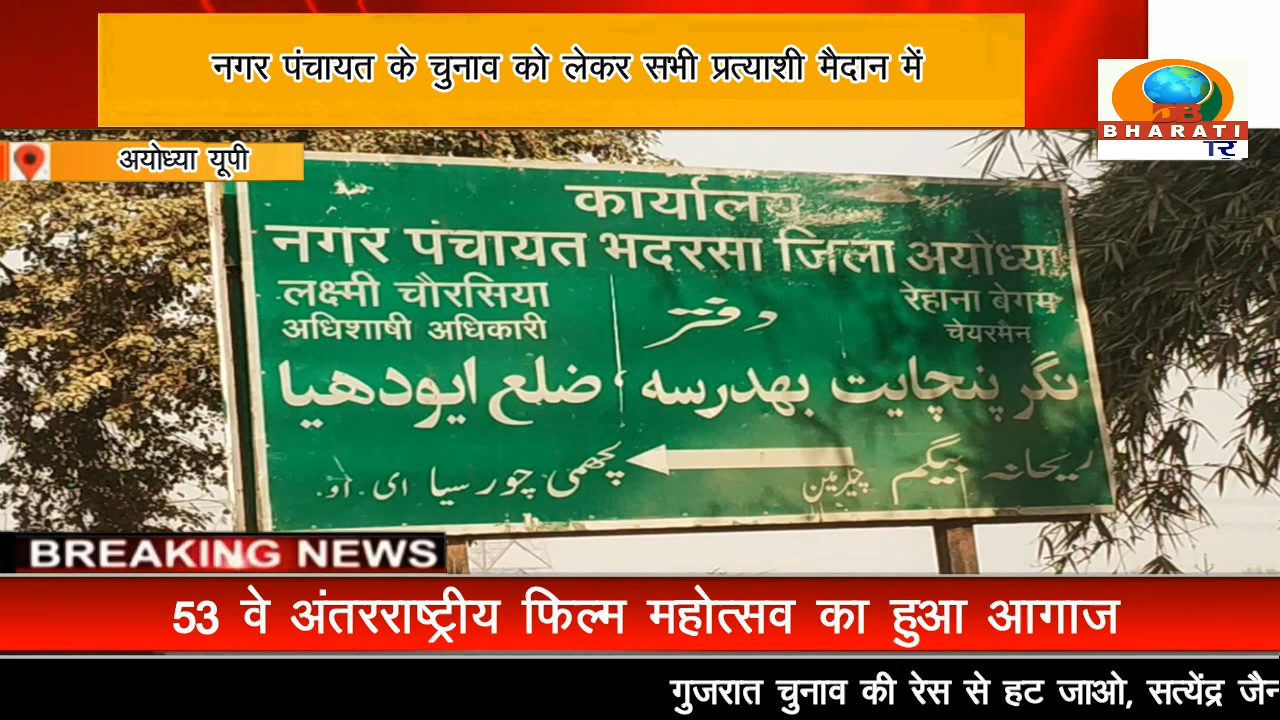 नगर पंचायत के चुनाव को लेकर सभी प्रत्याशी मैदान में
BHARATI
अयोध्या यूपी
कार्यालय
नगर पंचायत भदरसा जिला अयोध्या
लक्ष्मी चौरसिया
रेहाना बेगम
अधिशाषी अधिकारी
चेयरमैन
دفتر
نگر پنچایت بھدرسہ، ضلع ایودھیا
ریحانہ بیگم چیرمین
لچھمی چورسیا ای. او.
BREAKING NEWS
53 वे अंतरराष्ट्रीय फिल्म महोत्सव का हुआ आगाज
गुजरात चुनाव की रेस से हट जाओ, सत्येंद्र जैन